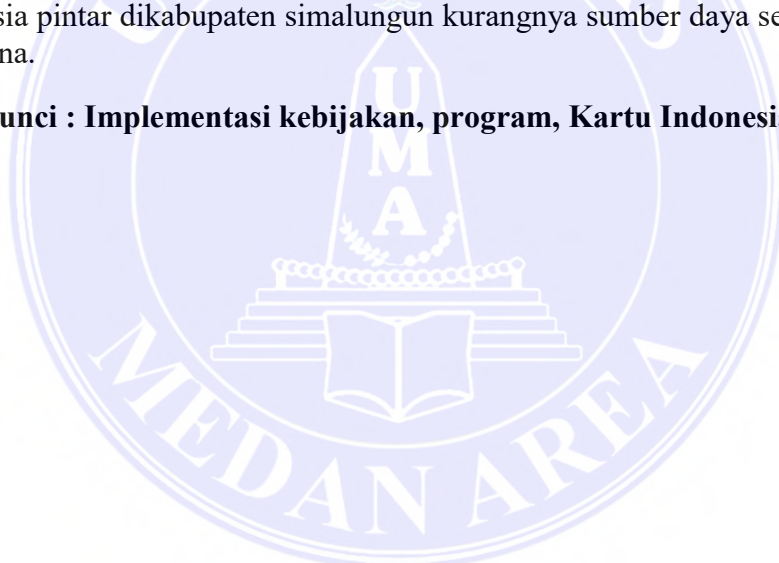 sia pintar dikabupaten simalungun kurangnya sumber daya se
na.
unci : Implementasi kebijakan, program, Kartu Indonesi
U
M
A
MEDAN AREA